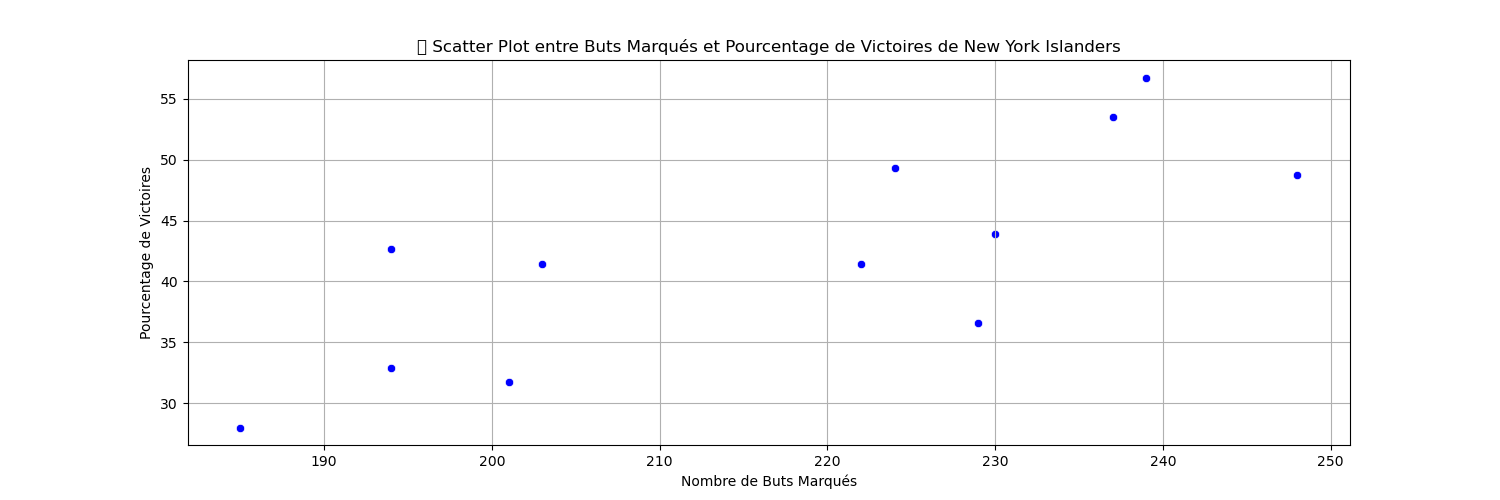 Scatter Plot entre Buts Marqués et Pourcentage de Victoires de New York Islanders
Pourcentage de Victoires
55
50
45
40
35
30
190 200 210 220 230 240 250
Nombre de Buts Marqués